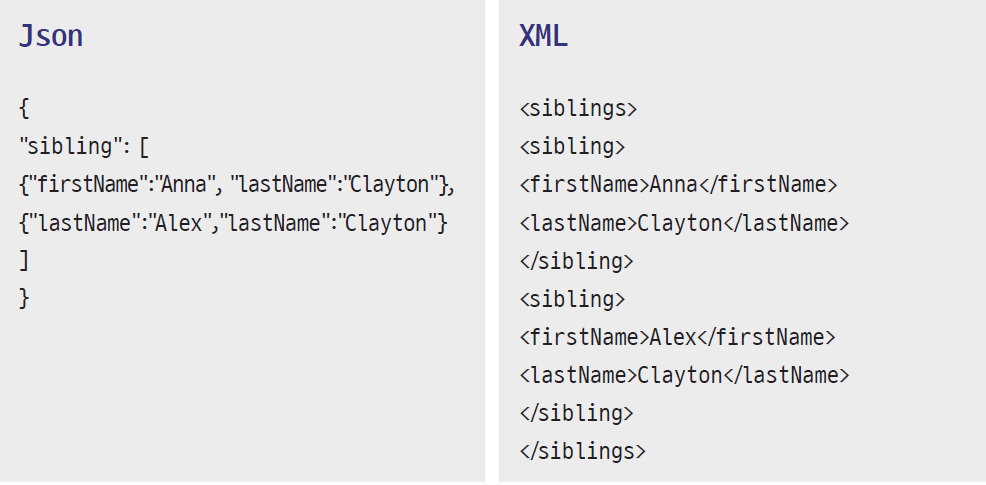 Json
{
"sibling": [
{"firstName":"Anna", "lastName":"Clayton"},
{"lastName":"Alex","lastName":"Clayton"}
]
}
XML
<siblings>
<sibling>
<firstName>Anna</firstName>
<lastName>Clayton</lastName>
</sibling>
<sibling>
<firstName>Alex</firstName>
<lastName>Clayton</lastName>
</sibling>
</siblings>